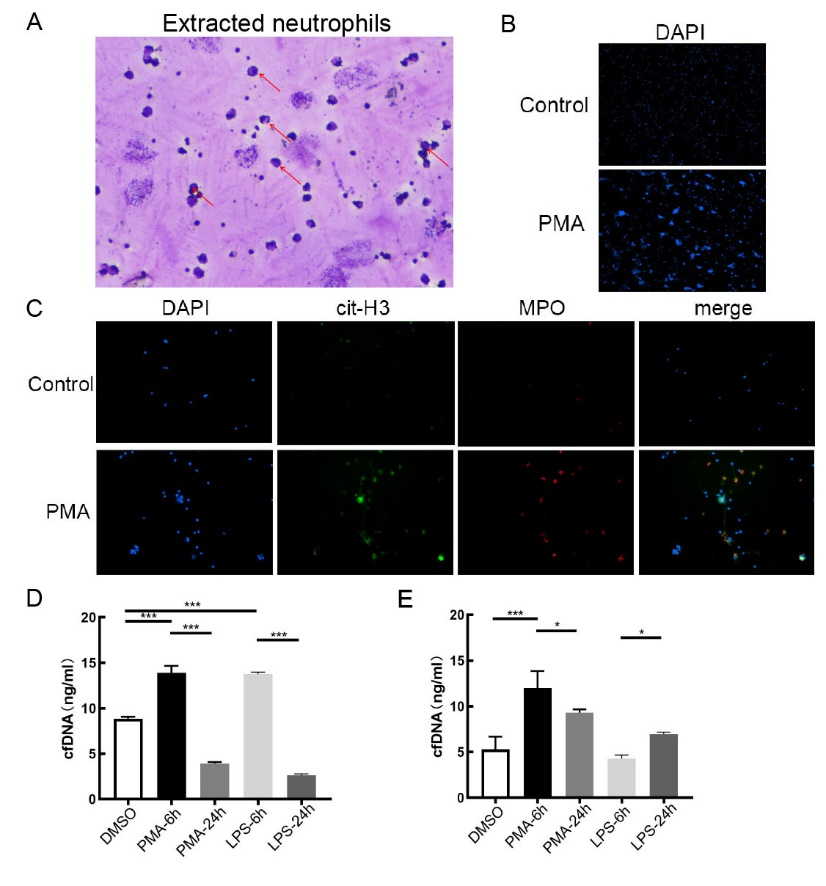 A
Extracted neutrophils
B
DAPI
Control
PMA
C
DAPI
cit-H3
MPO
merge
Control
PMA
D
***
***
***
***
20
15
10
5
0
cfDNA (ng/ml)
DMSO
PMA-6h
PMA-24h
LPS-6h
LPS-24h
E
***
*
*
20
15
10
5
0
cfDNA (ng/ml)
DMSO
PMA-6h
PMA-24h
LPS-6h
LPS-24h